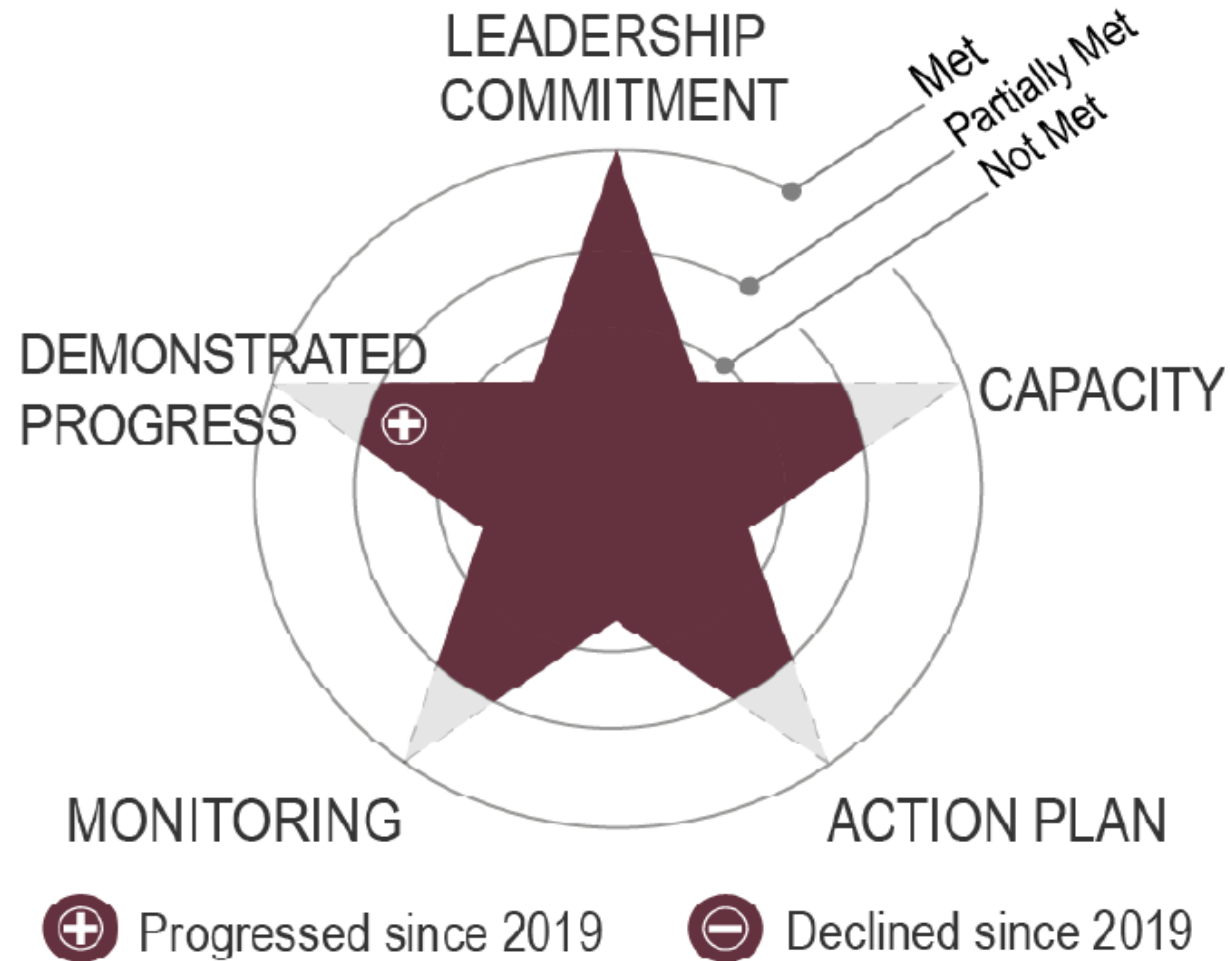 LEADERSHIP
COMMITMENT
Met
Partially Met
Not Met
DEMONSTRATED
PROGRESS
CAPACITY
MONITORING
ACTION PLAN
Progressed since 2019
Declined since 2019